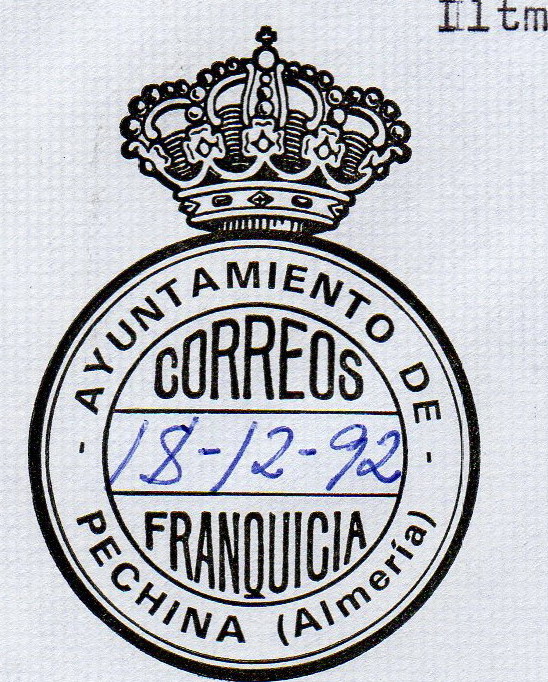 Iltm
- AYUNTAMIENTO DE -
CORREOS
18-12-92
FRANQUICIA
PECHINA (Almería)